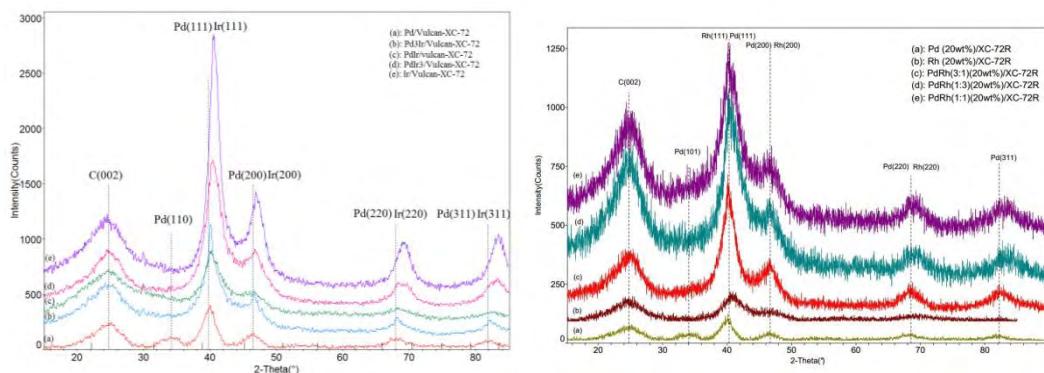 3000
2500
2000
1500
1000
500
0
Intensity(Counts)
Pd(111) Ir(111)
(a): Pd/Vulcan-XC-72
(b): Pd3Ir/Vulcan-XC-72
(c): PdIr/vulcan-XC-72
(d): PdIr3/Vulcan-XC-72
(e): Ir/Vulcan-XC-72
C(002)
Pd(110)
Pd(200) Ir(200)
Pd(220) Ir(220)
Pd(311) Ir(311)
(e)
(d)
(c)
(b)
(a)
20 30 40 50 60 70 80
2-Theta(°)
1250
1000
750
500
250
0
Intensity(Counts)
Rh(111) Pd(111)
Pd(200) Rh(200)
(a): Pd (20wt%)/XC-72R
(b): Rh (20wt%)/XC-72R
(c): PdRh(3:1)(20wt%)/XC-72R
(d): PdRh(1:3)(20wt%)/XC-72R
(e): PdRh(1:1)(20wt%)/XC-72R
C(002)
Pd(101)
Pd(220) Rh(220)
Pd(311)
(e)
(d)
(c)
(b)
(a)
20 30 40 50 60 70 80
2-Theta(°)